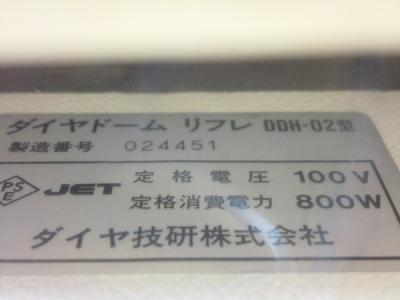 ダイヤドーム リフレ DDH-02型
製造番号 024451
PS E JET 定格電圧 100V
定格消費電力 800W
ダイヤ技研株式会社